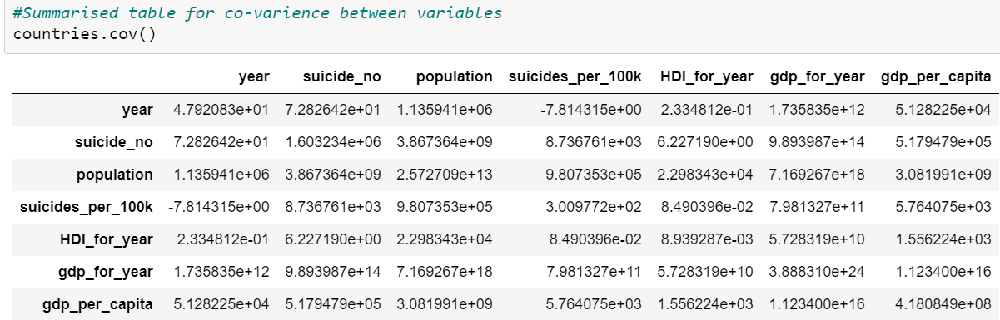 #Summarised table for co-varience between variables
countries.cov()
year suicide_no population suicides_per_100k HDI_for_year gdp_for_year gdp_per_capita
year 4.792083e+01 7.282642e+01 1.135941e+06 -7.814315e+00 2.334812e-01 1.735835e+12 5.128225e+04
suicide_no 7.282642e+01 1.603234e+06 3.867364e+09 8.736761e+03 6.227190e+00 9.893987e+14 5.179479e+05
population 1.135941e+06 3.867364e+09 2.572709e+13 9.807353e+05 2.298343e+04 7.169267e+18 3.081991e+09
suicides_per_100k -7.814315e+00 8.736761e+03 9.807353e+05 3.009772e+02 8.490396e-02 7.981327e+11 5.764075e+03
HDI_for_year 2.334812e-01 6.227190e+00 2.298343e+04 8.490396e-02 8.939287e-03 5.728319e+10 1.556224e+03
gdp_for_year 1.735835e+12 9.893987e+14 7.169267e+18 7.981327e+11 5.728319e+10 3.888310e+24 1.123400e+16
gdp_per_capita 5.128225e+04 5.179479e+05 3.081991e+09 5.764075e+03 1.556224e+03 1.123400e+16 4.180849e+08